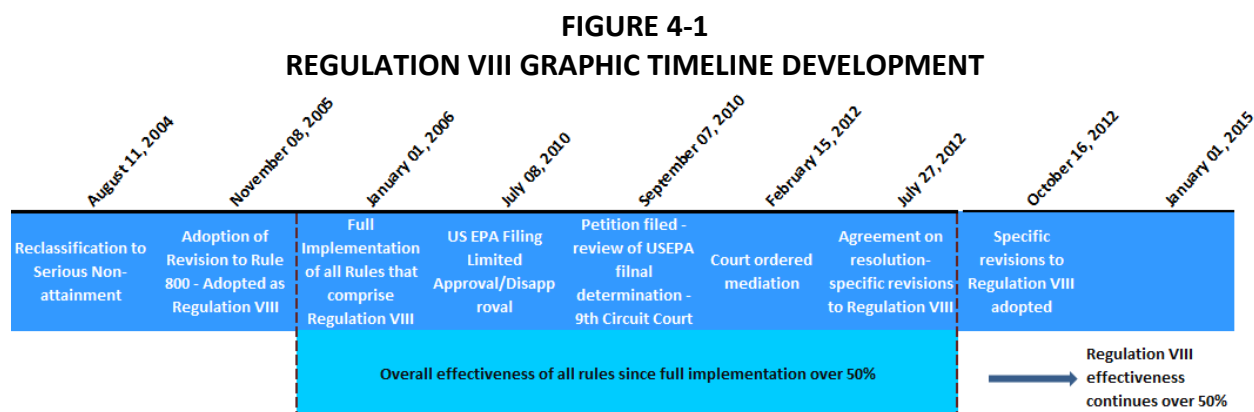 FIGURE 4-1
REGULATION VIII GRAPHIC TIMELINE DEVELOPMENT
August 11, 2004
November 08, 2005
January 01, 2006
July 08, 2010
September 07, 2010
February 15, 2012
July 27, 2012
October 16, 2012
January 01, 2015
Reclassification to
Serious Non-
attainment
Adoption of
Revision to Rule
800 - Adopted as
Regulation VIII
Full
Implementation
of all Rules that
comprise
Regulation VIII
US EPA Filing
Limited
Approval/Disapp
roval
Petition filed -
review of USEPA
filnal
determination -
9th Circuit Court
Court ordered
mediation
Agreement on
resolution-
specific revisions
to Regulation VIII
Specific
revisions to
Regulation VIII
adopted
Overall effectiveness of all rules since full implementation over 50%
Regulation VIII
effectiveness
continues over 50%